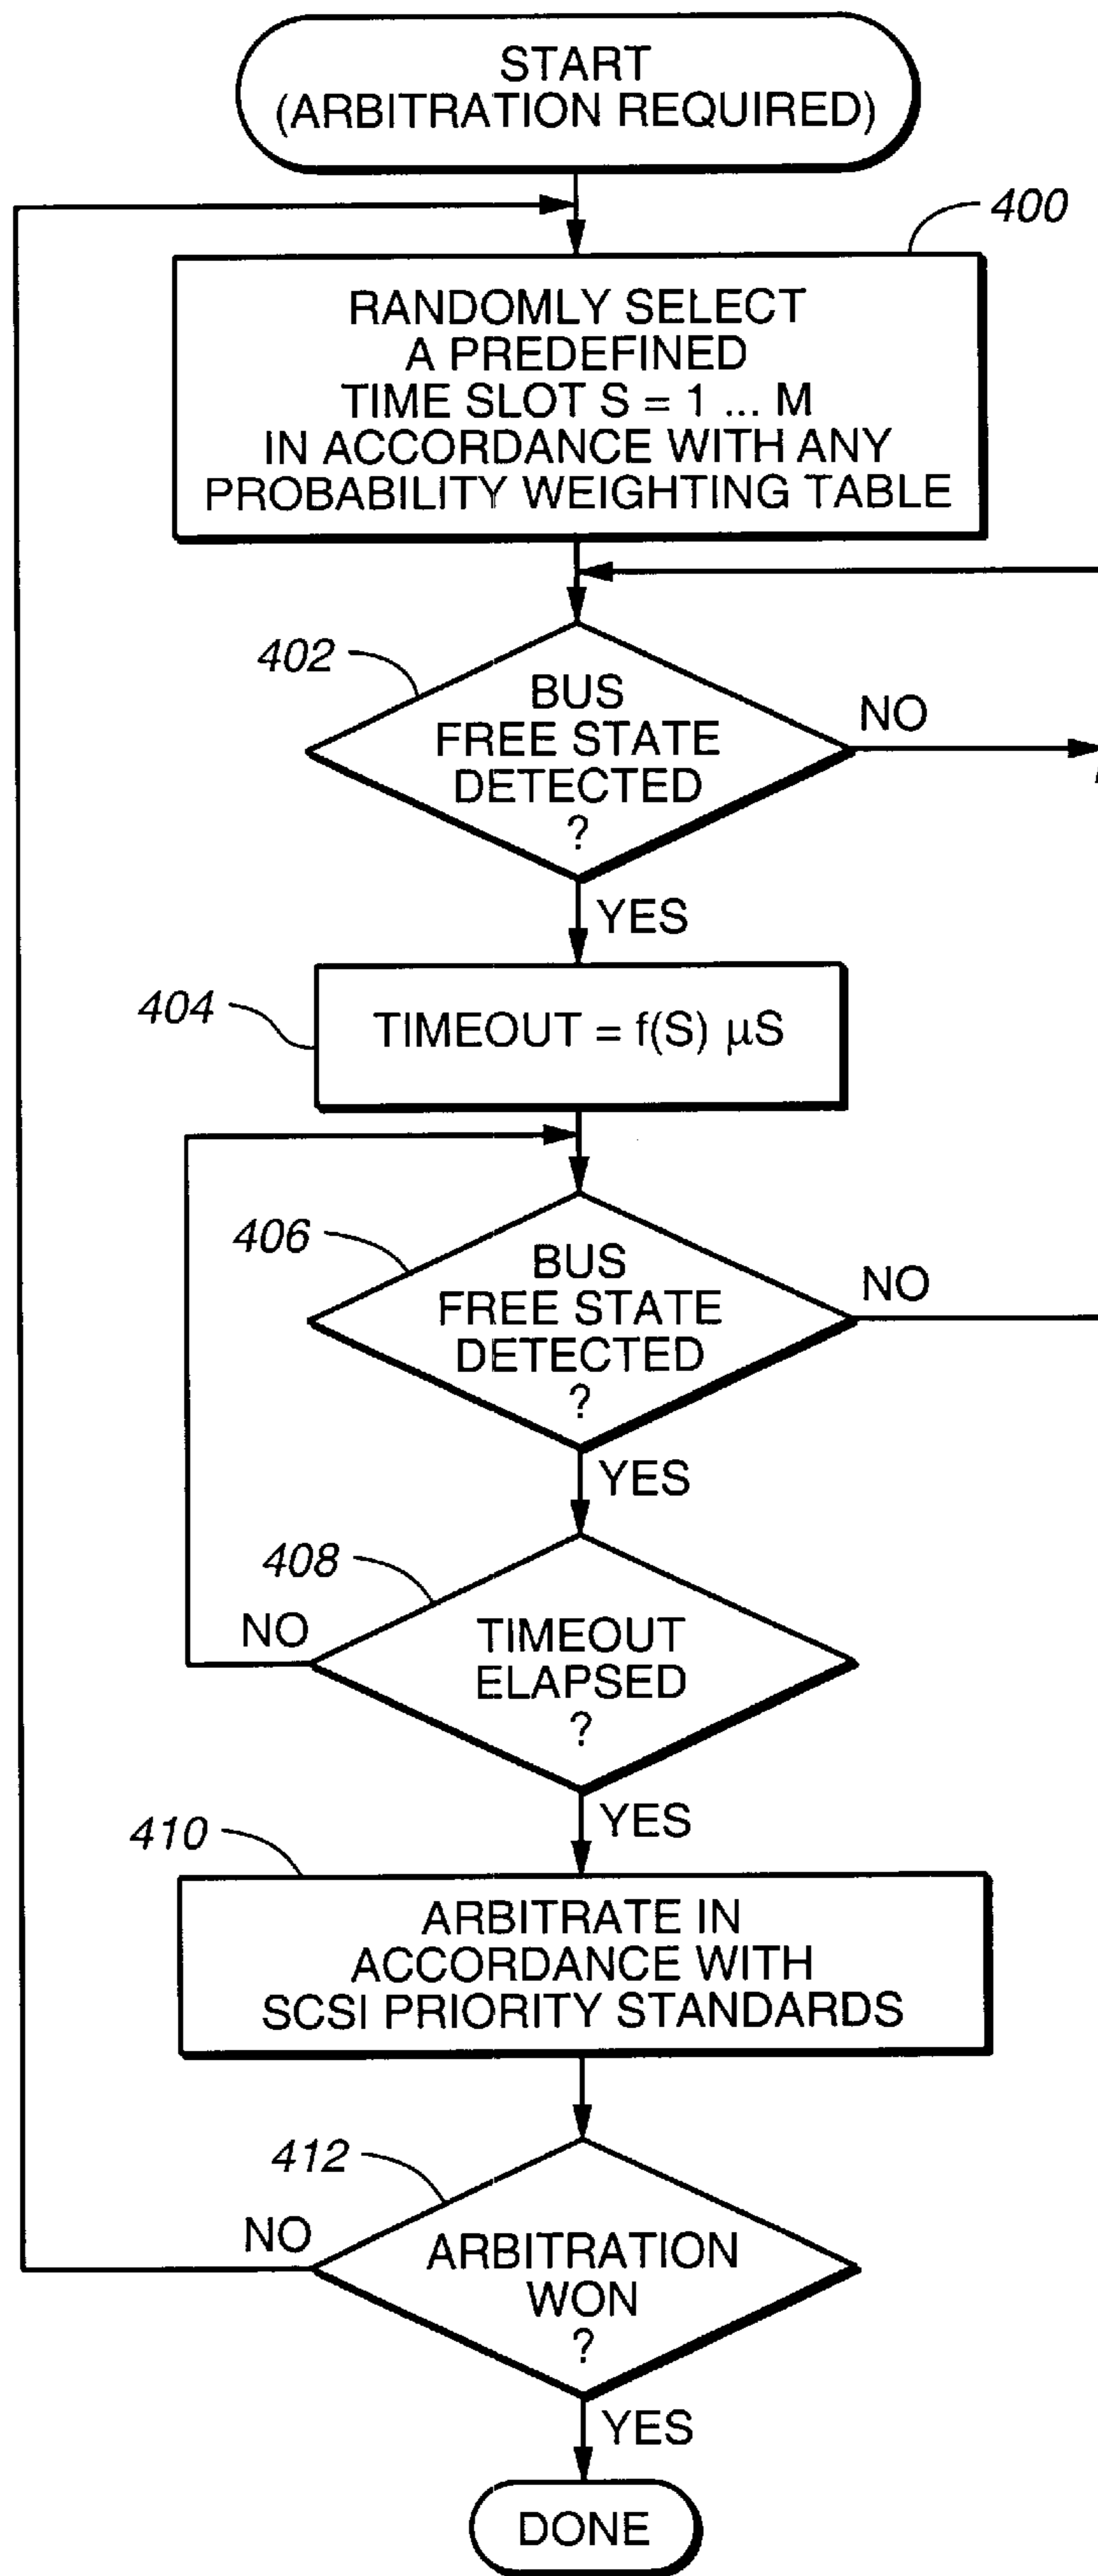 START
(ARBITRATION REQUIRED)
400
RANDOMLY SELECT
A PREDEFINED
TIME SLOT S = 1 ... M
IN ACCORDANCE WITH ANY
PROBABILITY WEIGHTING TABLE
402
BUS
FREE STATE
DETECTED
?
NO
YES
404
TIMEOUT = f(S) μS
406
BUS
FREE STATE
DETECTED
?
NO
YES
408
NO
TIMEOUT
ELAPSED
?
YES
410
ARBITRATE IN
ACCORDANCE WITH
SCSI PRIORITY STANDARDS
412
NO
ARBITRATION
WON
?
YES
DONE